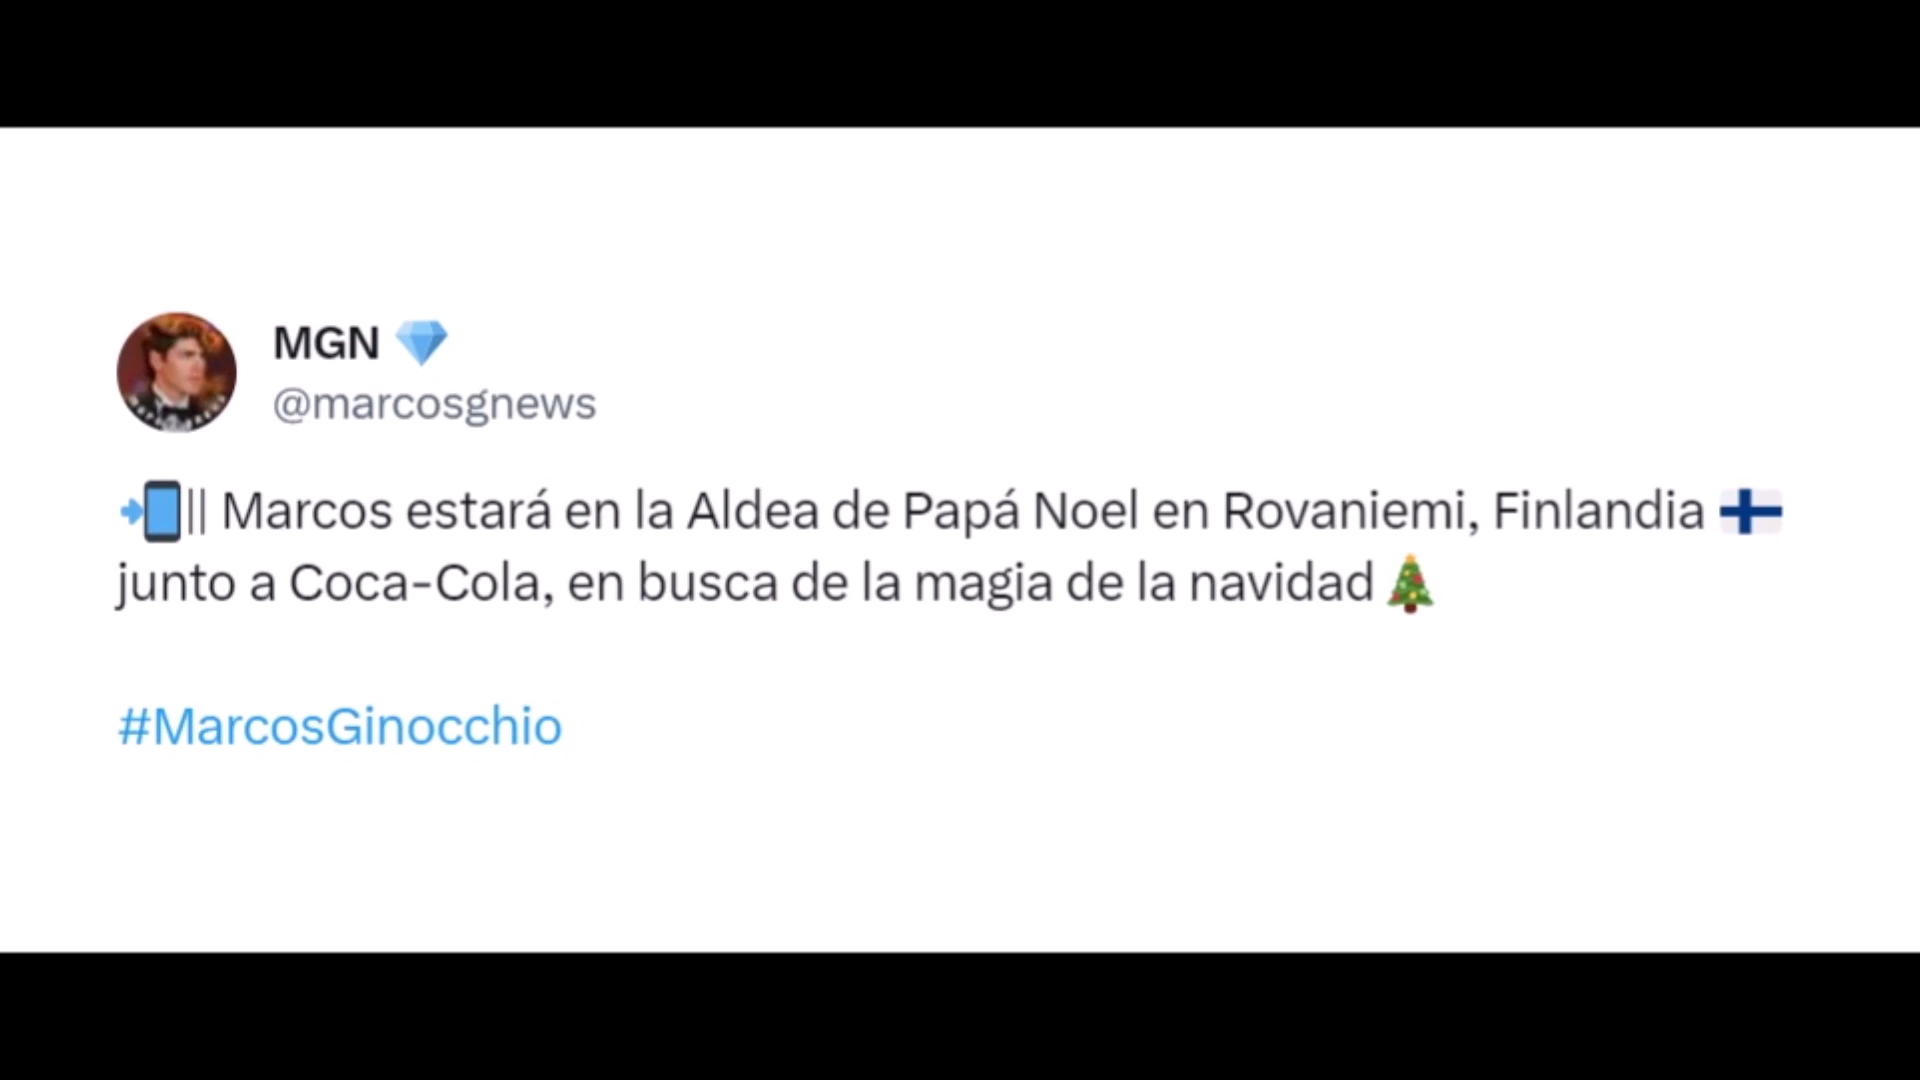 MGN 💎
@marcosgnews
📲|| Marcos estará en la Aldea de Papá Noel en Rovaniemi, Finlandia 🇫🇮
junto a Coca-Cola, en busca de la magia de la navidad🎄
#MarcosGinocchio